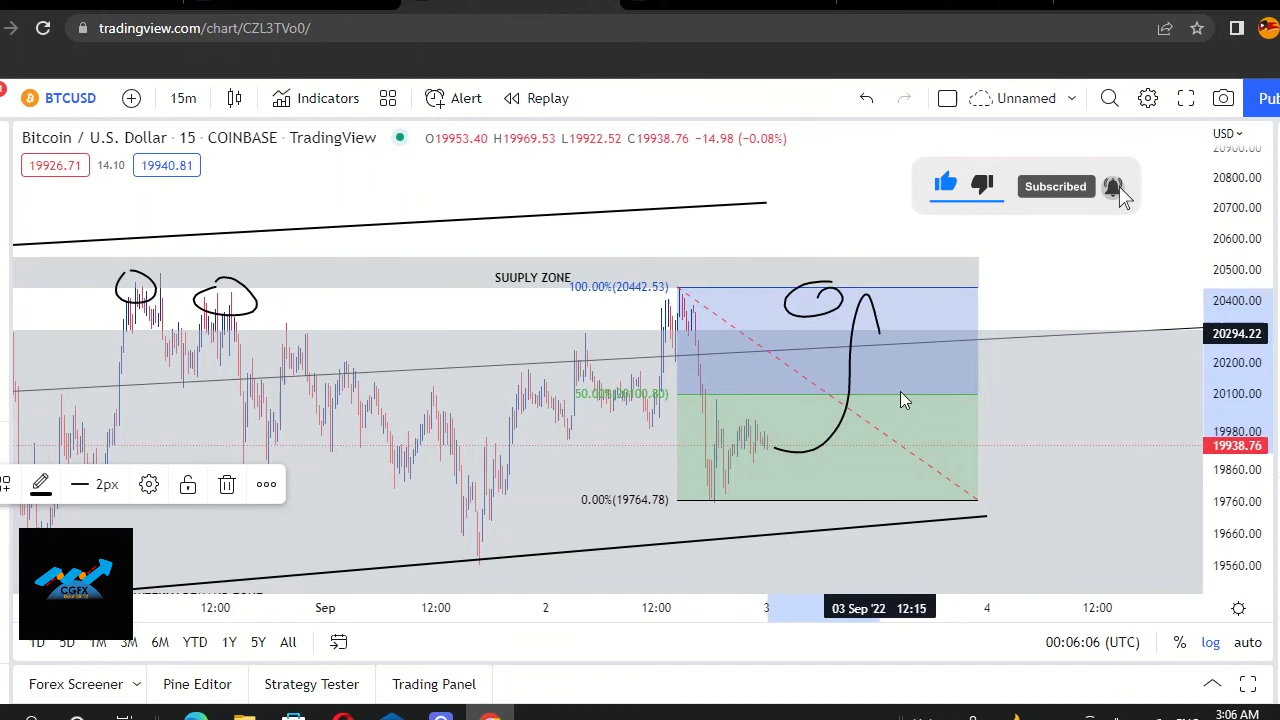 tradingview.com/chart/CZL3TVo0/
BTCUSD 15m Indicators Alert Replay Unnamed
Bitcoin / U.S. Dollar · 15 · COINBASE · TradingView O19953.40 H19969.53 L19922.52 C19938.76 −14.98 (−0.08%) USD
19926.71 14.10 19940.81
20900.00
20800.00
Subscribed
20700.00
20600.00
SUUPLY ZONE
20500.00
100.00%(20442.53)
20400.00
20294.22
20200.00
50.00%(20100.80)
20100.00
19980.00
19938.76
19860.00
2px
0.00%(19764.78)
19760.00
19660.00
19560.00
CGFX
12:00 Sep 12:00 2 12:00 3 03 Sep '22 12:15 4 12:00
1D 5D 1M 3M 6M YTD 1Y 5Y All 00:06:06 (UTC) % log auto
Forex Screener Pine Editor Strategy Tester Trading Panel
3:06 AM